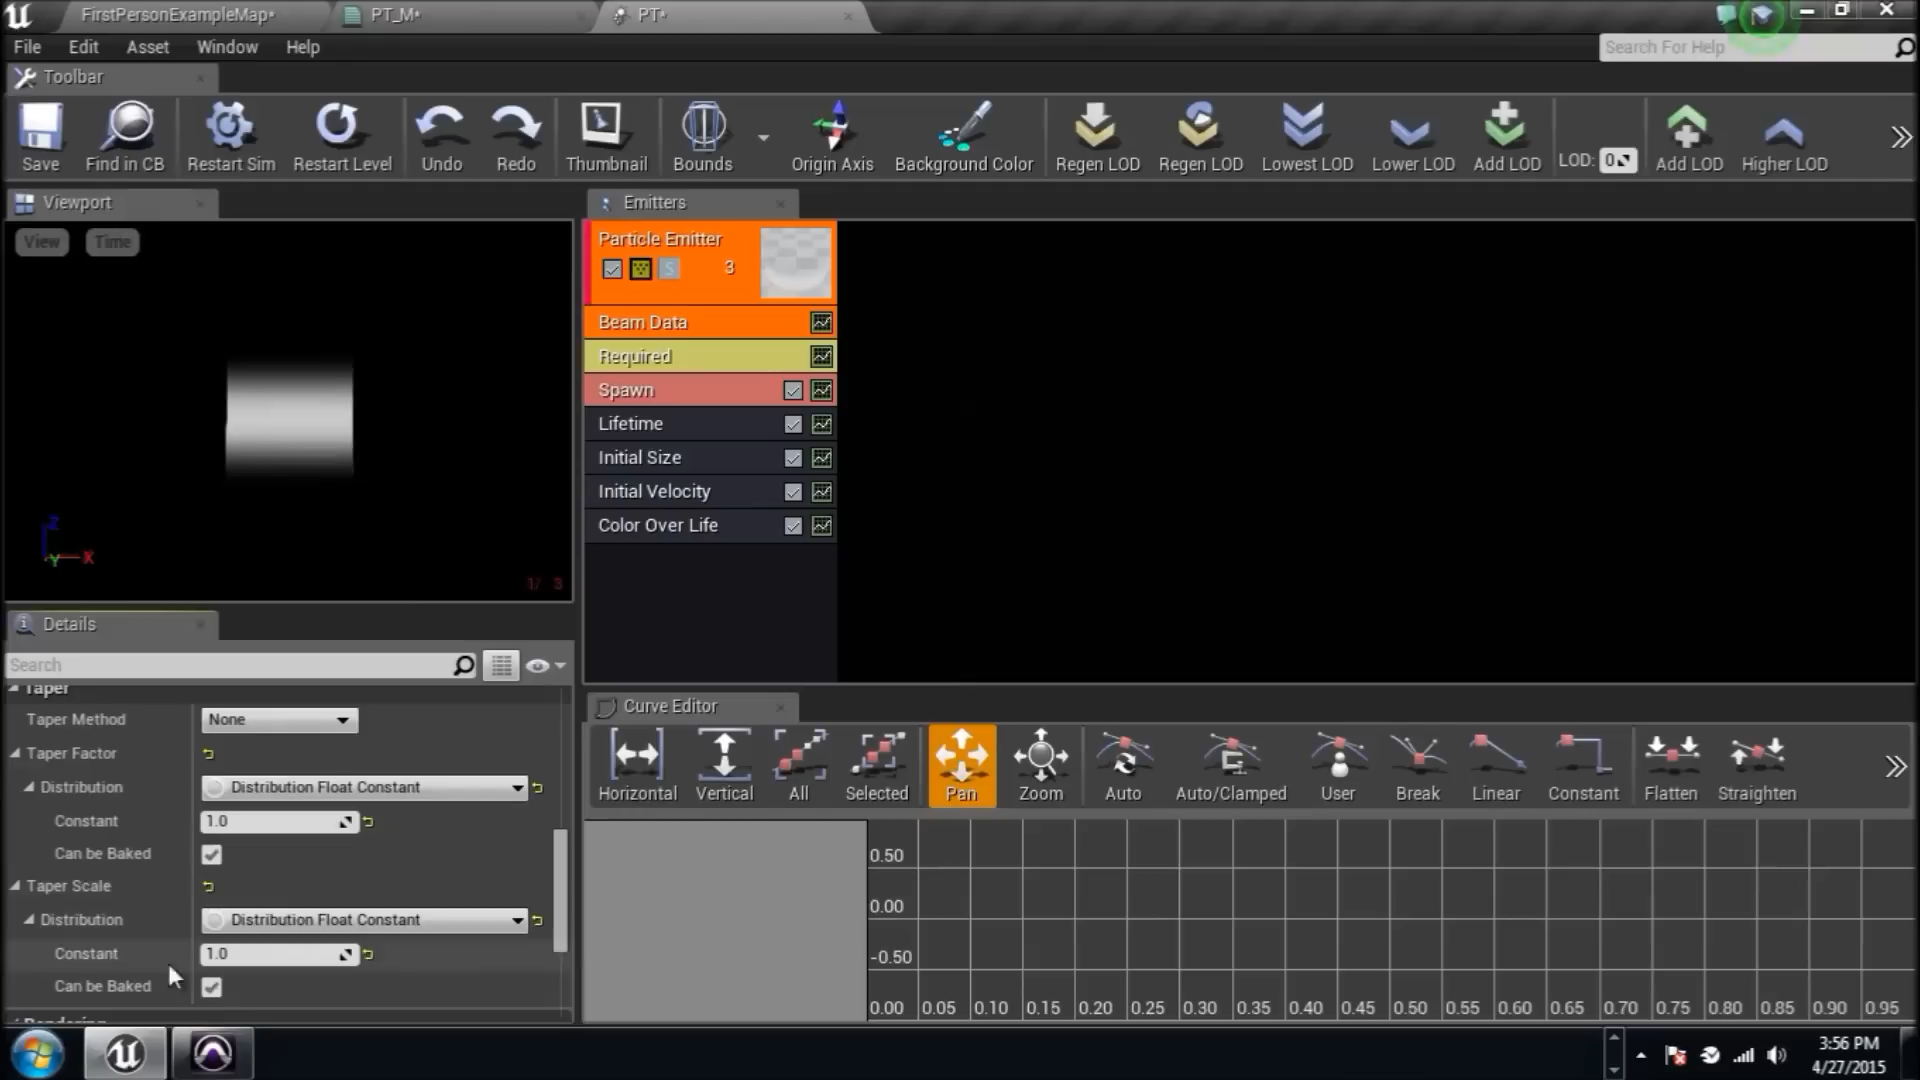 FirstPersonExampleMap*
PT_M*
PT*
File
Edit
Asset
Window
Help
Search For Help
Toolbar
Save
Find in CB
Restart Sim
Restart Level
Undo
Redo
Thumbnail
Bounds
Origin Axis
Background Color
Regen LOD
Regen LOD
Lowest LOD
Lower LOD
Add LOD
LOD: 0
Add LOD
Higher LOD
Viewport
View
Time
Z
Y
X
1/ 3
Emitters
Particle Emitter
S
3
Beam Data
Required
Spawn
Lifetime
Initial Size
Initial Velocity
Color Over Life
Details
Search
Taper
Taper Method
None
Taper Factor
Distribution
Distribution Float Constant
Constant
1.0
Can be Baked
Taper Scale
Distribution
Distribution Float Constant
Constant
1.0
Can be Baked
Rendering
Curve Editor
Horizontal
Vertical
All
Selected
Pan
Zoom
Auto
Auto/Clamped
User
Break
Linear
Constant
Flatten
Straighten
0.50
0.00
-0.50
0.00 0.05 0.10 0.15 0.20 0.25 0.30 0.35 0.40 0.45 0.50 0.55 0.60 0.65 0.70 0.75 0.80 0.85 0.90 0.95
3:56 PM
4/27/2015